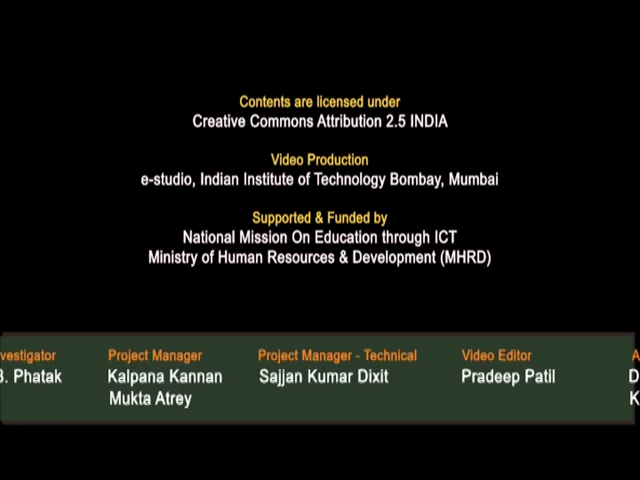 Contents are licensed under
Creative Commons Attribution 2.5 INDIA
Video Production
e-studio, Indian Institute of Technology Bombay, Mumbai
Supported & Funded by
National Mission On Education through ICT
Ministry of Human Resources & Development (MHRD)
Project Manager
Kalpana Kannan
Mukta Atrey
Project Manager - Technical
Sajjan Kumar Dixit
Video Editor
Pradeep Patil
Phatak